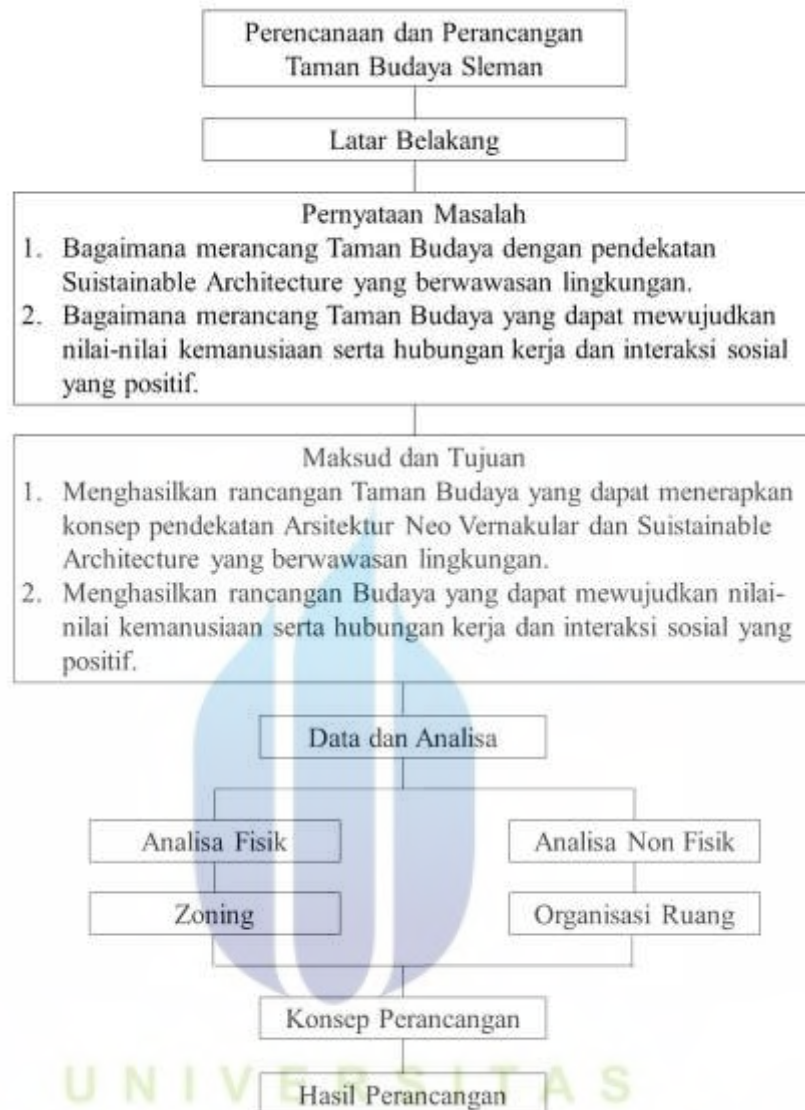 Perencanaan dan Perancangan
Taman Budaya Sleman
Latar Belakang
Pernyataan Masalah
1. Bagaimana merancang Taman Budaya dengan pendekatan
Suistainable Architecture yang berwawasan lingkungan.
2. Bagaimana merancang Taman Budaya yang dapat mewujudkan
nilai-nilai kemanusiaan serta hubungan kerja dan interaksi sosial
yang positif.
Maksud dan Tujuan
1. Menghasilkan rancangan Taman Budaya yang dapat menerapkan
konsep pendekatan Arsitektur Neo Vernakular dan Suistainable
Architecture yang berwawasan lingkungan.
2. Menghasilkan rancangan Budaya yang dapat mewujudkan nilai-
nilai kemanusiaan serta hubungan kerja dan interaksi sosial yang
positif.
Data dan Analisa
Analisa Fisik
Analisa Non Fisik
Zoning
Organisasi Ruang
Konsep Perancangan
UNIVERSITAS
Hasil Perancangan